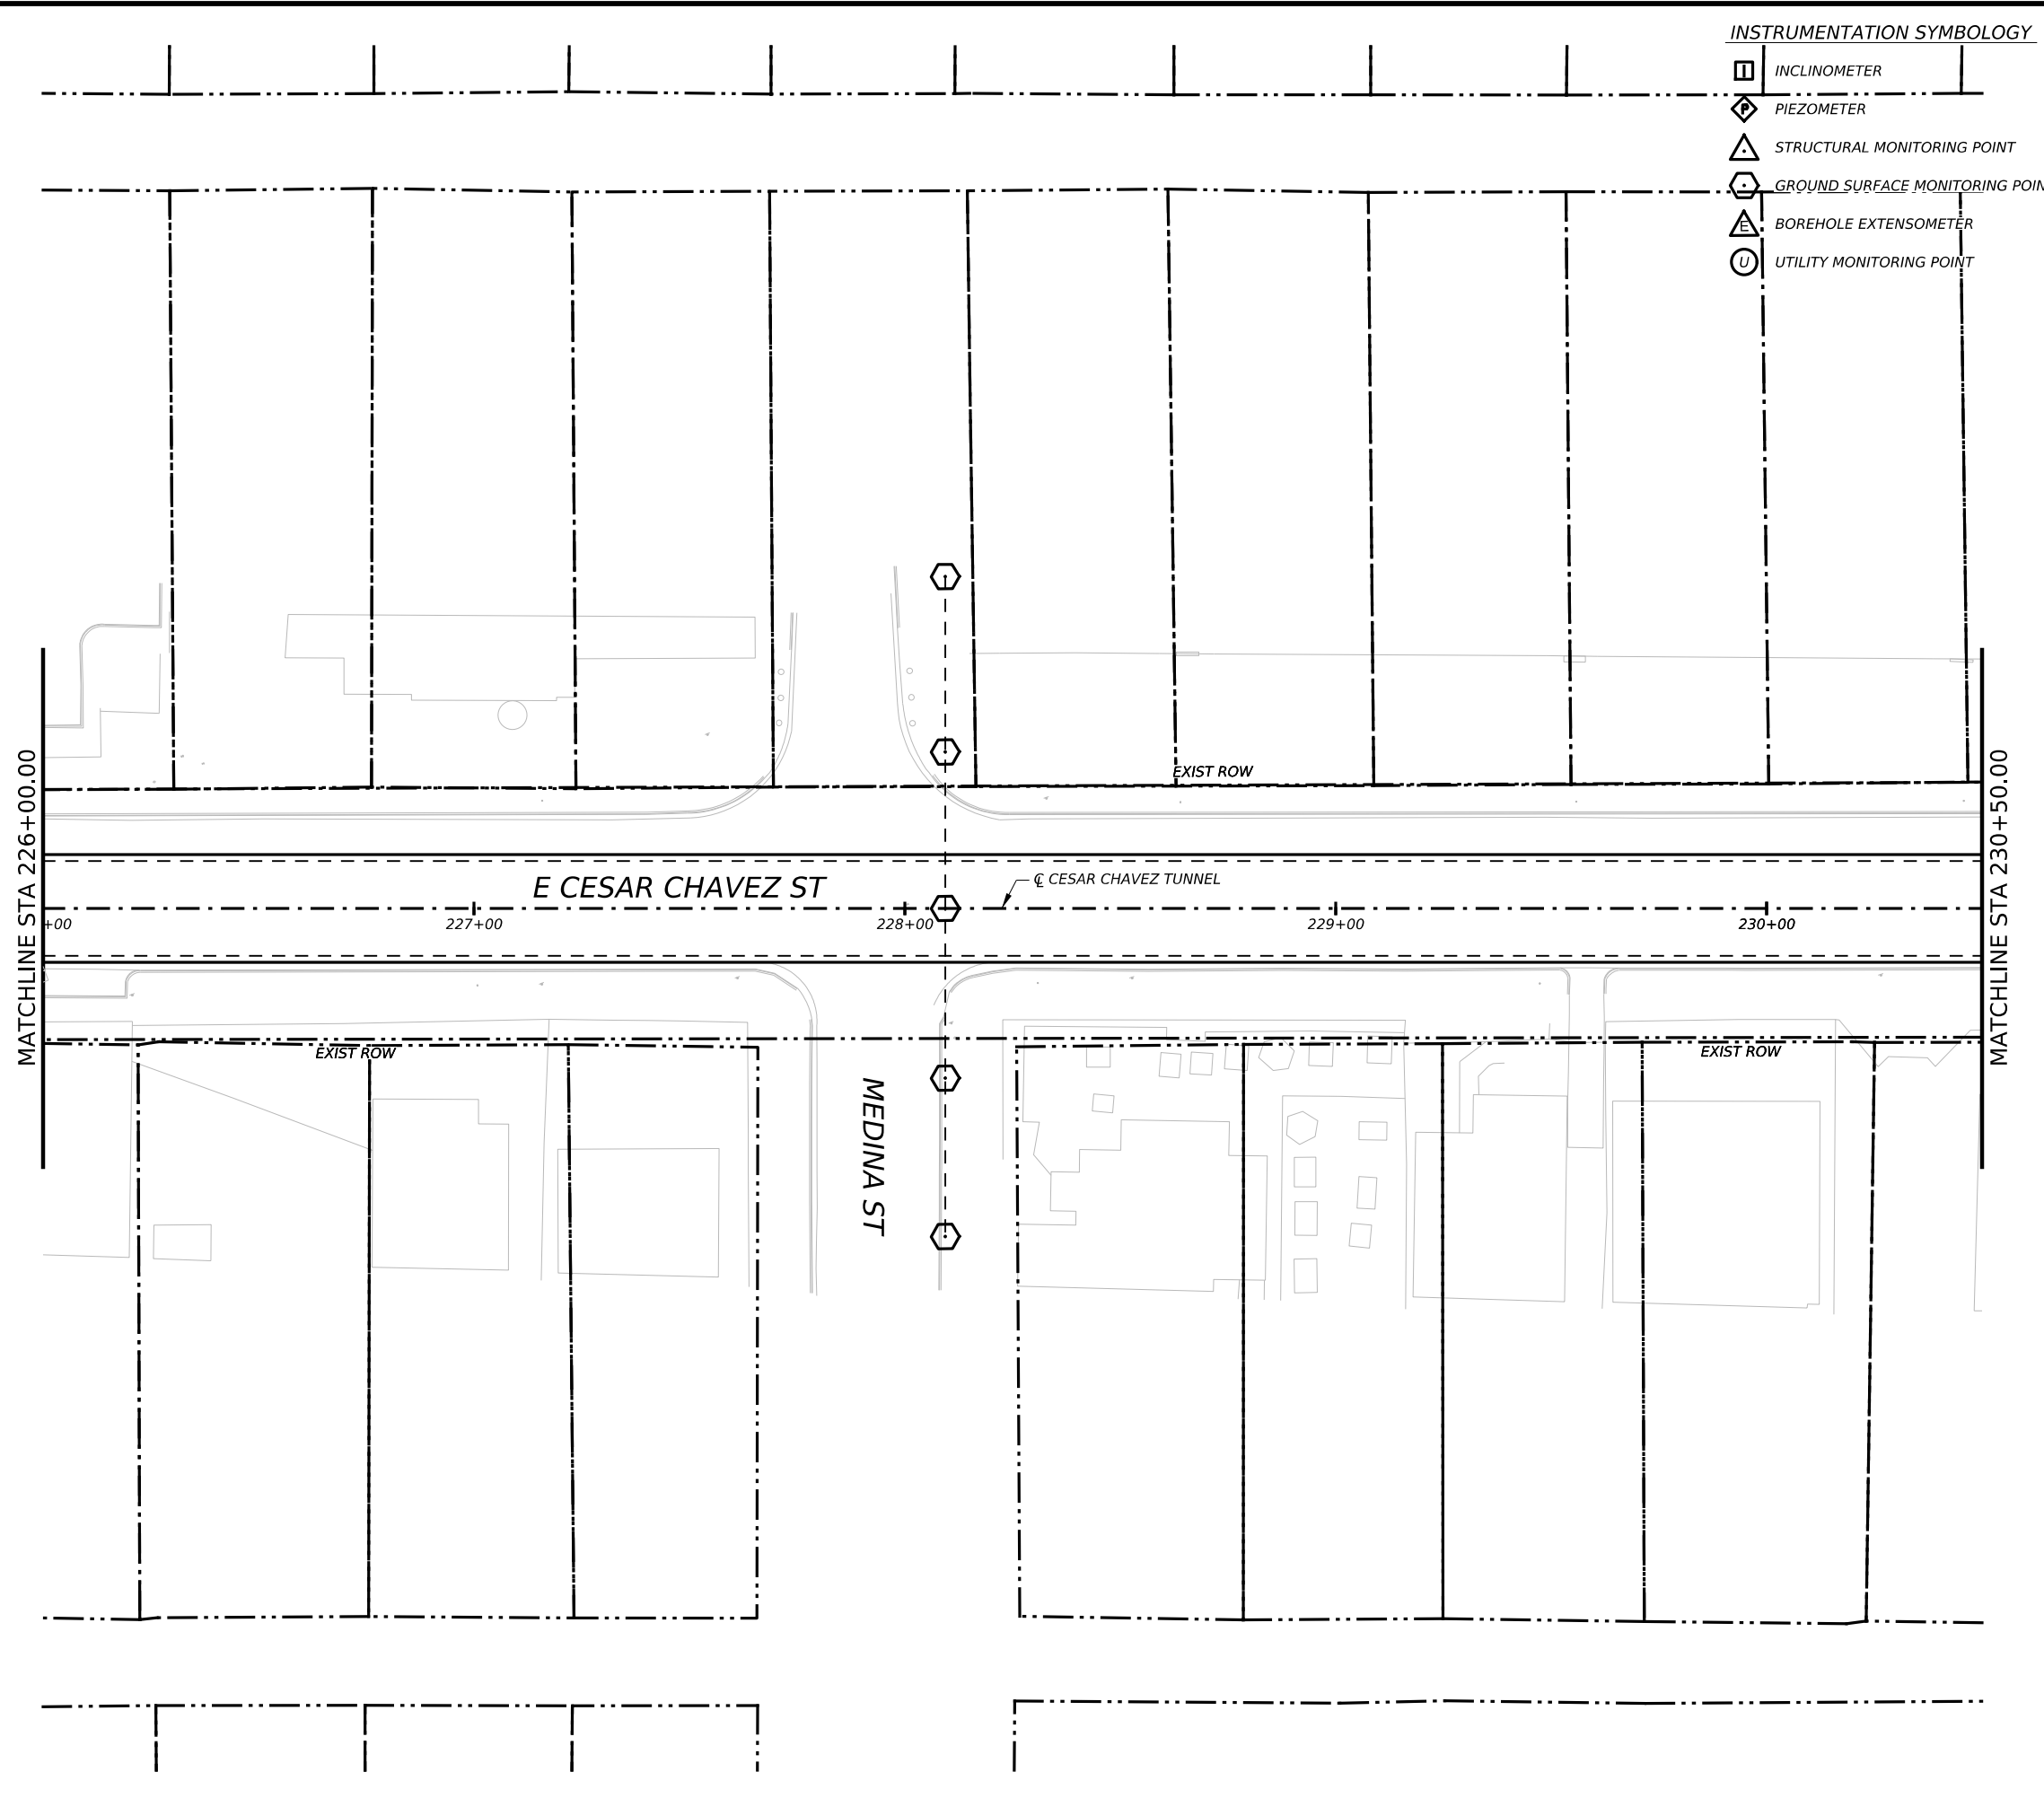 INSTRUMENTATION SYMBOLOGY
I INCLINOMETER
P PIEZOMETER
STRUCTURAL MONITORING POINT
GROUND SURFACE MONITORING POIN
E BOREHOLE EXTENSOMETER
U UTILITY MONITORING POINT
MATCHLINE STA 226+00.00
MATCHLINE STA 230+50.00
EXIST ROW
E CESAR CHAVEZ ST
℄ CESAR CHAVEZ TUNNEL
+00
227+00
228+00
229+00
230+00
EXIST ROW
EXIST ROW
MEDINA ST